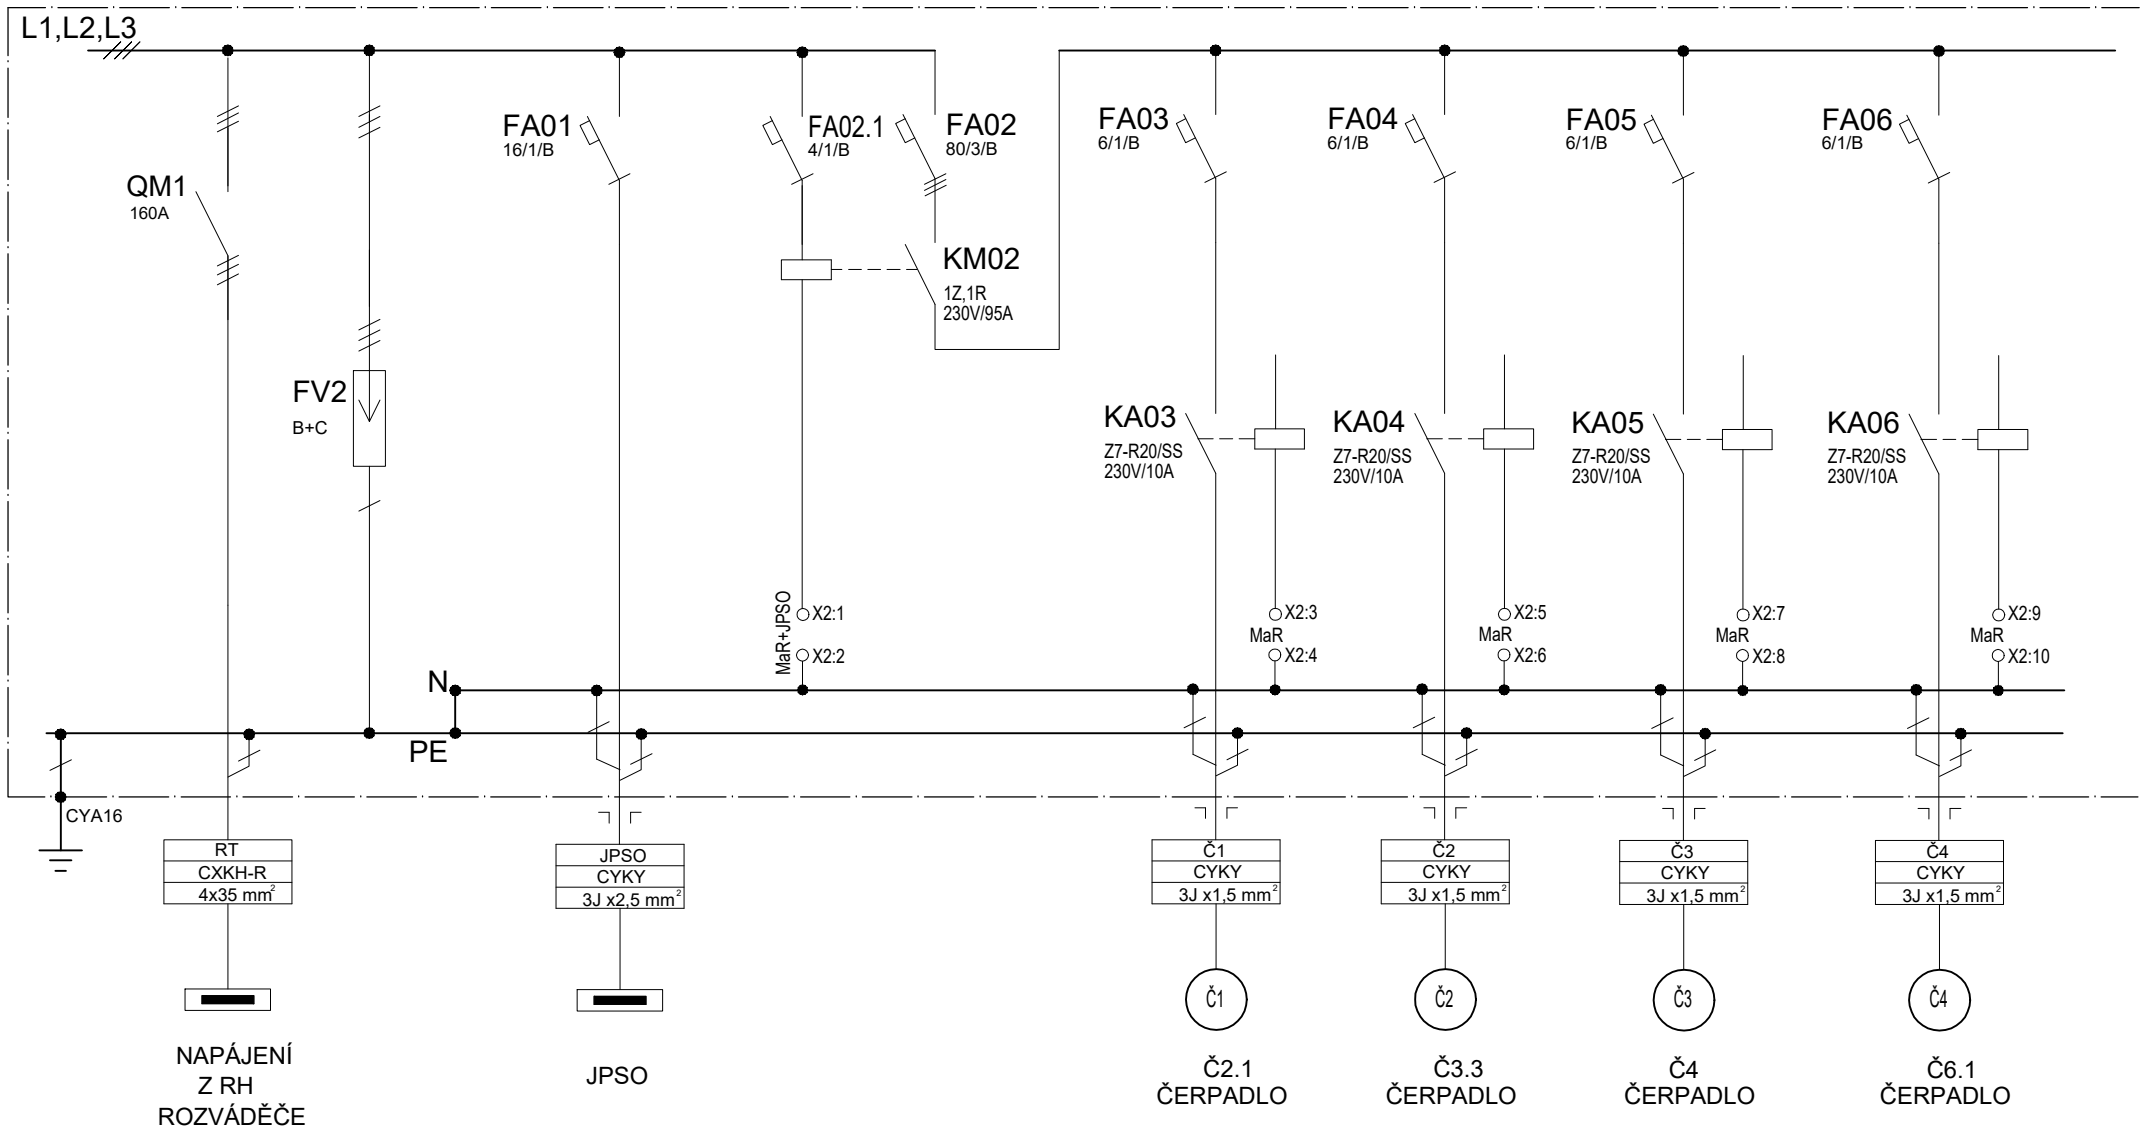 L1,L2,L3
QM1
160A
FV2
B+C
FA01
16/1/B
FA02.1
4/1/B
FA02
80/3/B
KM02
1Z,1R
230V/95A
FA03
6/1/B
FA04
6/1/B
FA05
6/1/B
FA06
6/1/B
KA03
Z7-R20/SS
230V/10A
KA04
Z7-R20/SS
230V/10A
KA05
Z7-R20/SS
230V/10A
KA06
Z7-R20/SS
230V/10A
MaR+JPSO
X2:1
X2:2
X2:3
MaR
X2:4
X2:5
MaR
X2:6
X2:7
MaR
X2:8
X2:9
MaR
X2:10
N
PE
CYA16
RT
CXKH-R
4x35 mm²
JPSO
CYKY
3J x2,5 mm²
Č1
CYKY
3J x1,5 mm²
Č2
CYKY
3J x1,5 mm²
Č3
CYKY
3J x1,5 mm²
Č4
CYKY
3J x1,5 mm²
Č1
Č2
Č3
Č4
NAPÁJENÍ
Z RH
ROZVÁDĚČE
JPSO
Č2.1
ČERPADLO
Č3.3
ČERPADLO
Č4
ČERPADLO
Č6.1
ČERPADLO